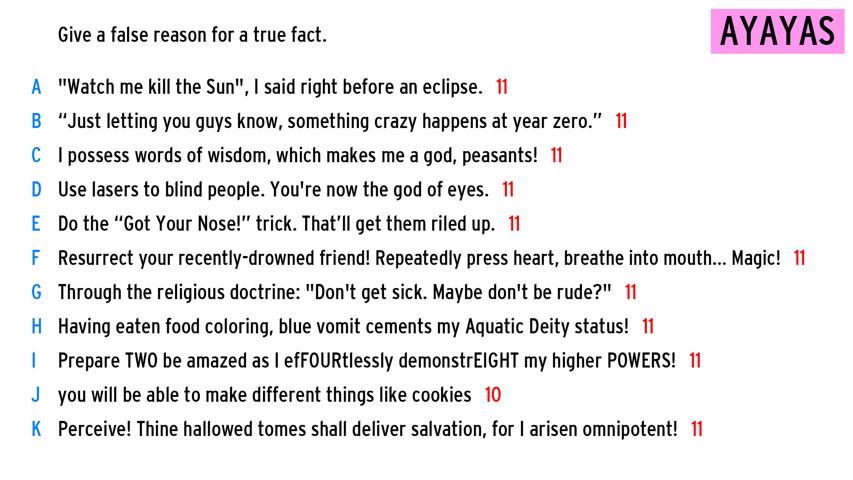 Give a false reason for a true fact.
AYAYAS
A "Watch me kill the Sun", I said right before an eclipse. 11
B “Just letting you guys know, something crazy happens at year zero.” 11
C I possess words of wisdom, which makes me a god, peasants! 11
D Use lasers to blind people. You're now the god of eyes. 11
E Do the “Got Your Nose!” trick. That’ll get them riled up. 11
F Resurrect your recently-drowned friend! Repeatedly press heart, breathe into mouth... Magic! 11
G Through the religious doctrine: "Don't get sick. Maybe don't be rude?" 11
H Having eaten food coloring, blue vomit cements my Aquatic Deity status! 11
I Prepare TWO be amazed as I efFOURtlessly demonstrEIGHT my higher POWERS! 11
J you will be able to make different things like cookies 10
K Perceive! Thine hallowed tomes shall deliver salvation, for I arisen omnipotent! 11